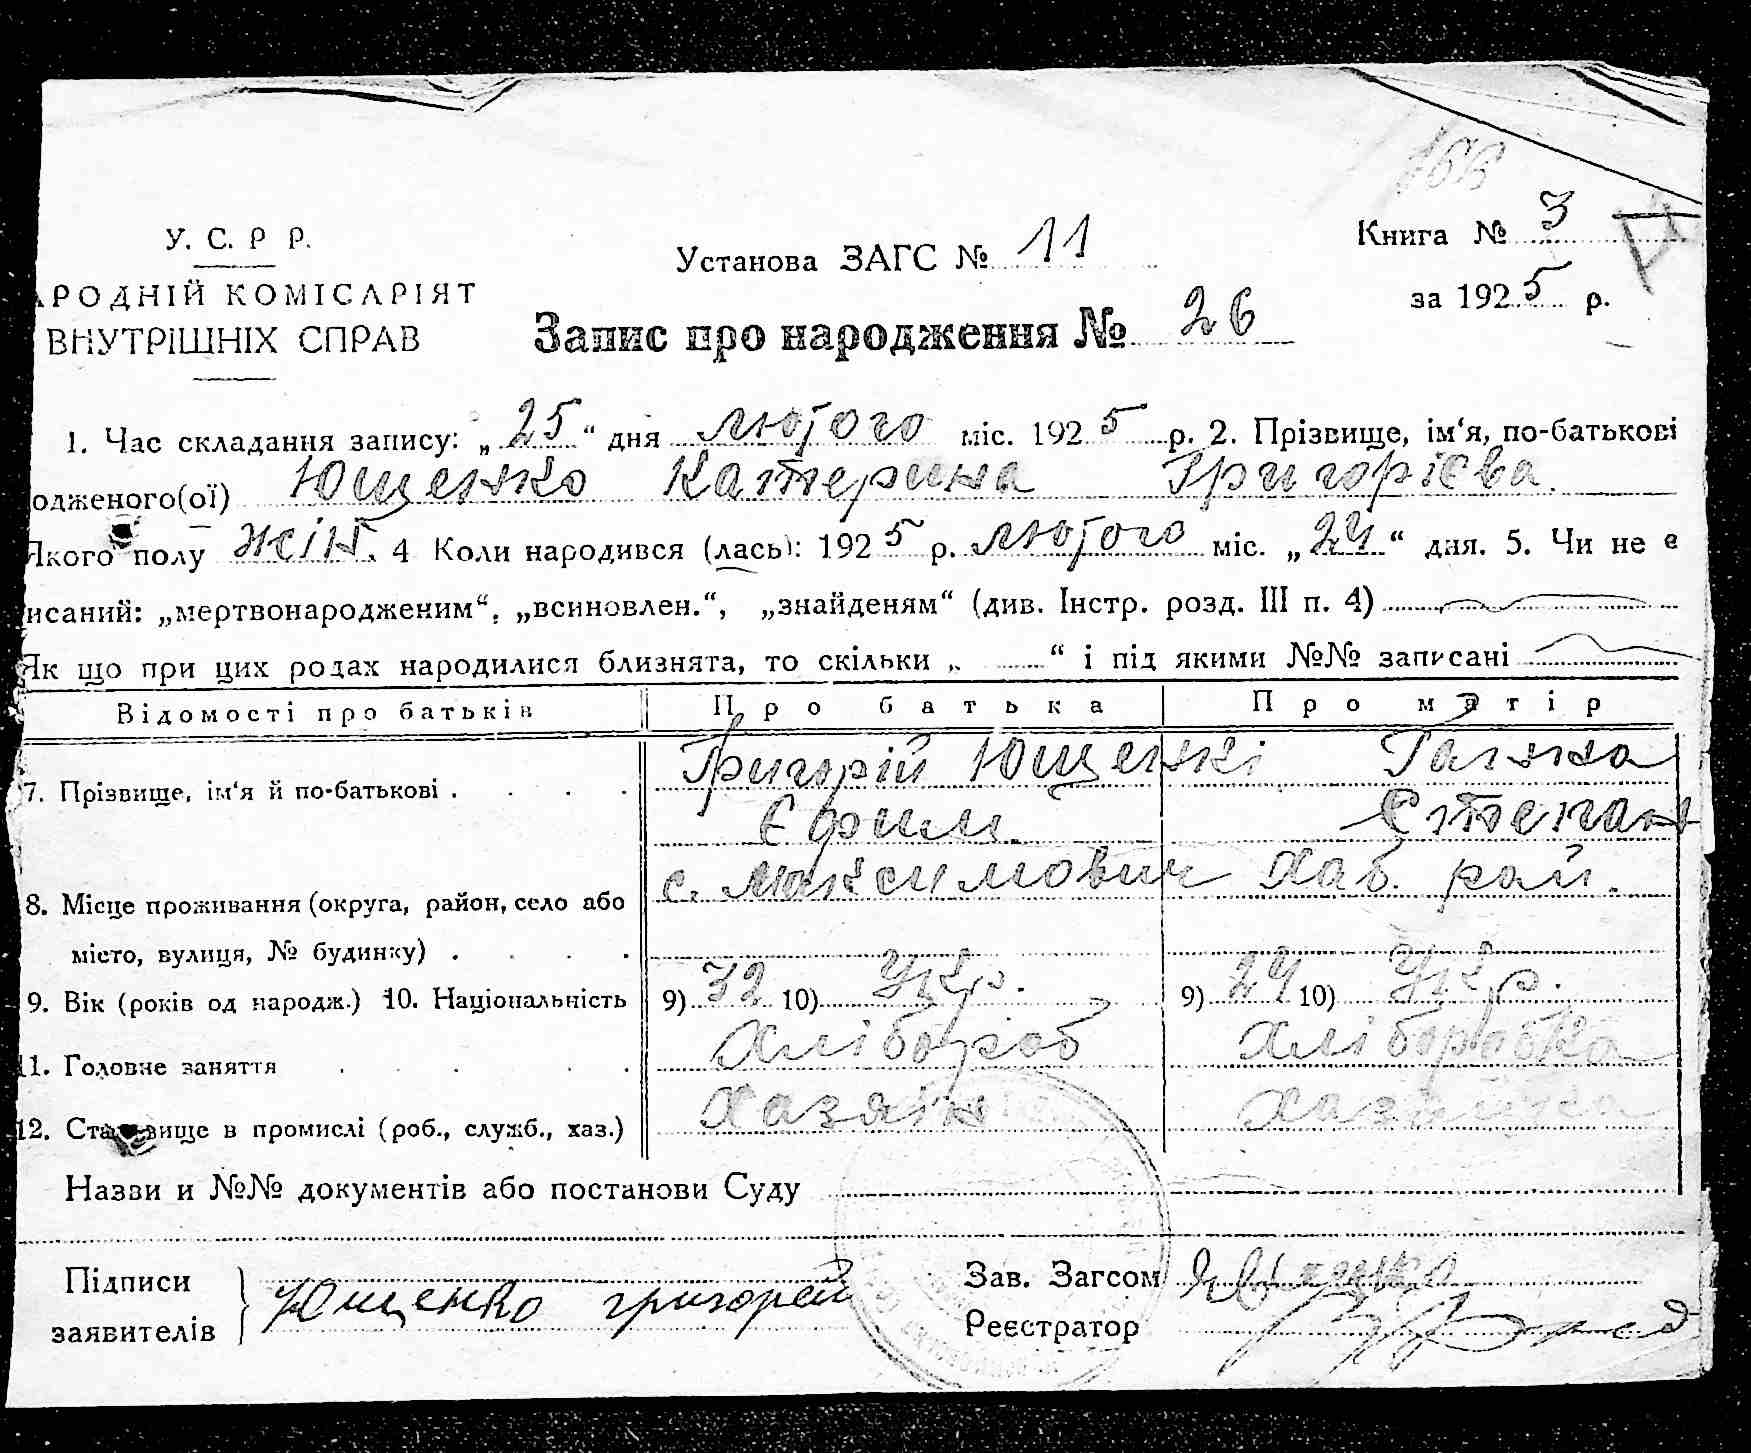 У. С. Р Р.
АРОДНІЙ КОМІСАРІЯТ
ВНУТРІШНІХ СПРАВ
Установа ЗАГС № 11
Книга № 3
за 1925 р.
Запис про народження № 26
1. Час складання запису: „25“ дня лютого міс. 1925 р. 2. Прізвище, ім‘я, по-батькові
одженого(ої) Ющенко Катерина Григорієва.
Якого полу жін. 4 Коли народився (лась): 1925 р. лютого міс. „24“ дня. 5. Чи не є
исаний: „мертвонародженим“, „всиновлен.“, „знайденям“ (див. Інстр. розд. III п. 4)
Як що при цих родах народилися близнята, то скільки „ “ і під якими №№ записані
Відомості про батьків Про батька Про матір
7. Прізвище, ім‘я й по-батькові . Григорій Ющенкі Ганна
Єфим. Степан
8. Місце проживання (округа, район, село або с. Максимович Хаб. рай.
місто, вулиця, № будинку) .
9. Вік (років од народж.) 10. Національність 9) 32 10) Укр. 9) 24 10) Укр.
11. Головне заняття Хлібороб Хліборобка
12. Становище в промислі (роб., служб., хаз.) Хазяїн Хазяйка
Назви и №№ документів або постанови Суду
Підписи
заявителів
Ющенко григорей
Зав. Загсом
Реєстратор